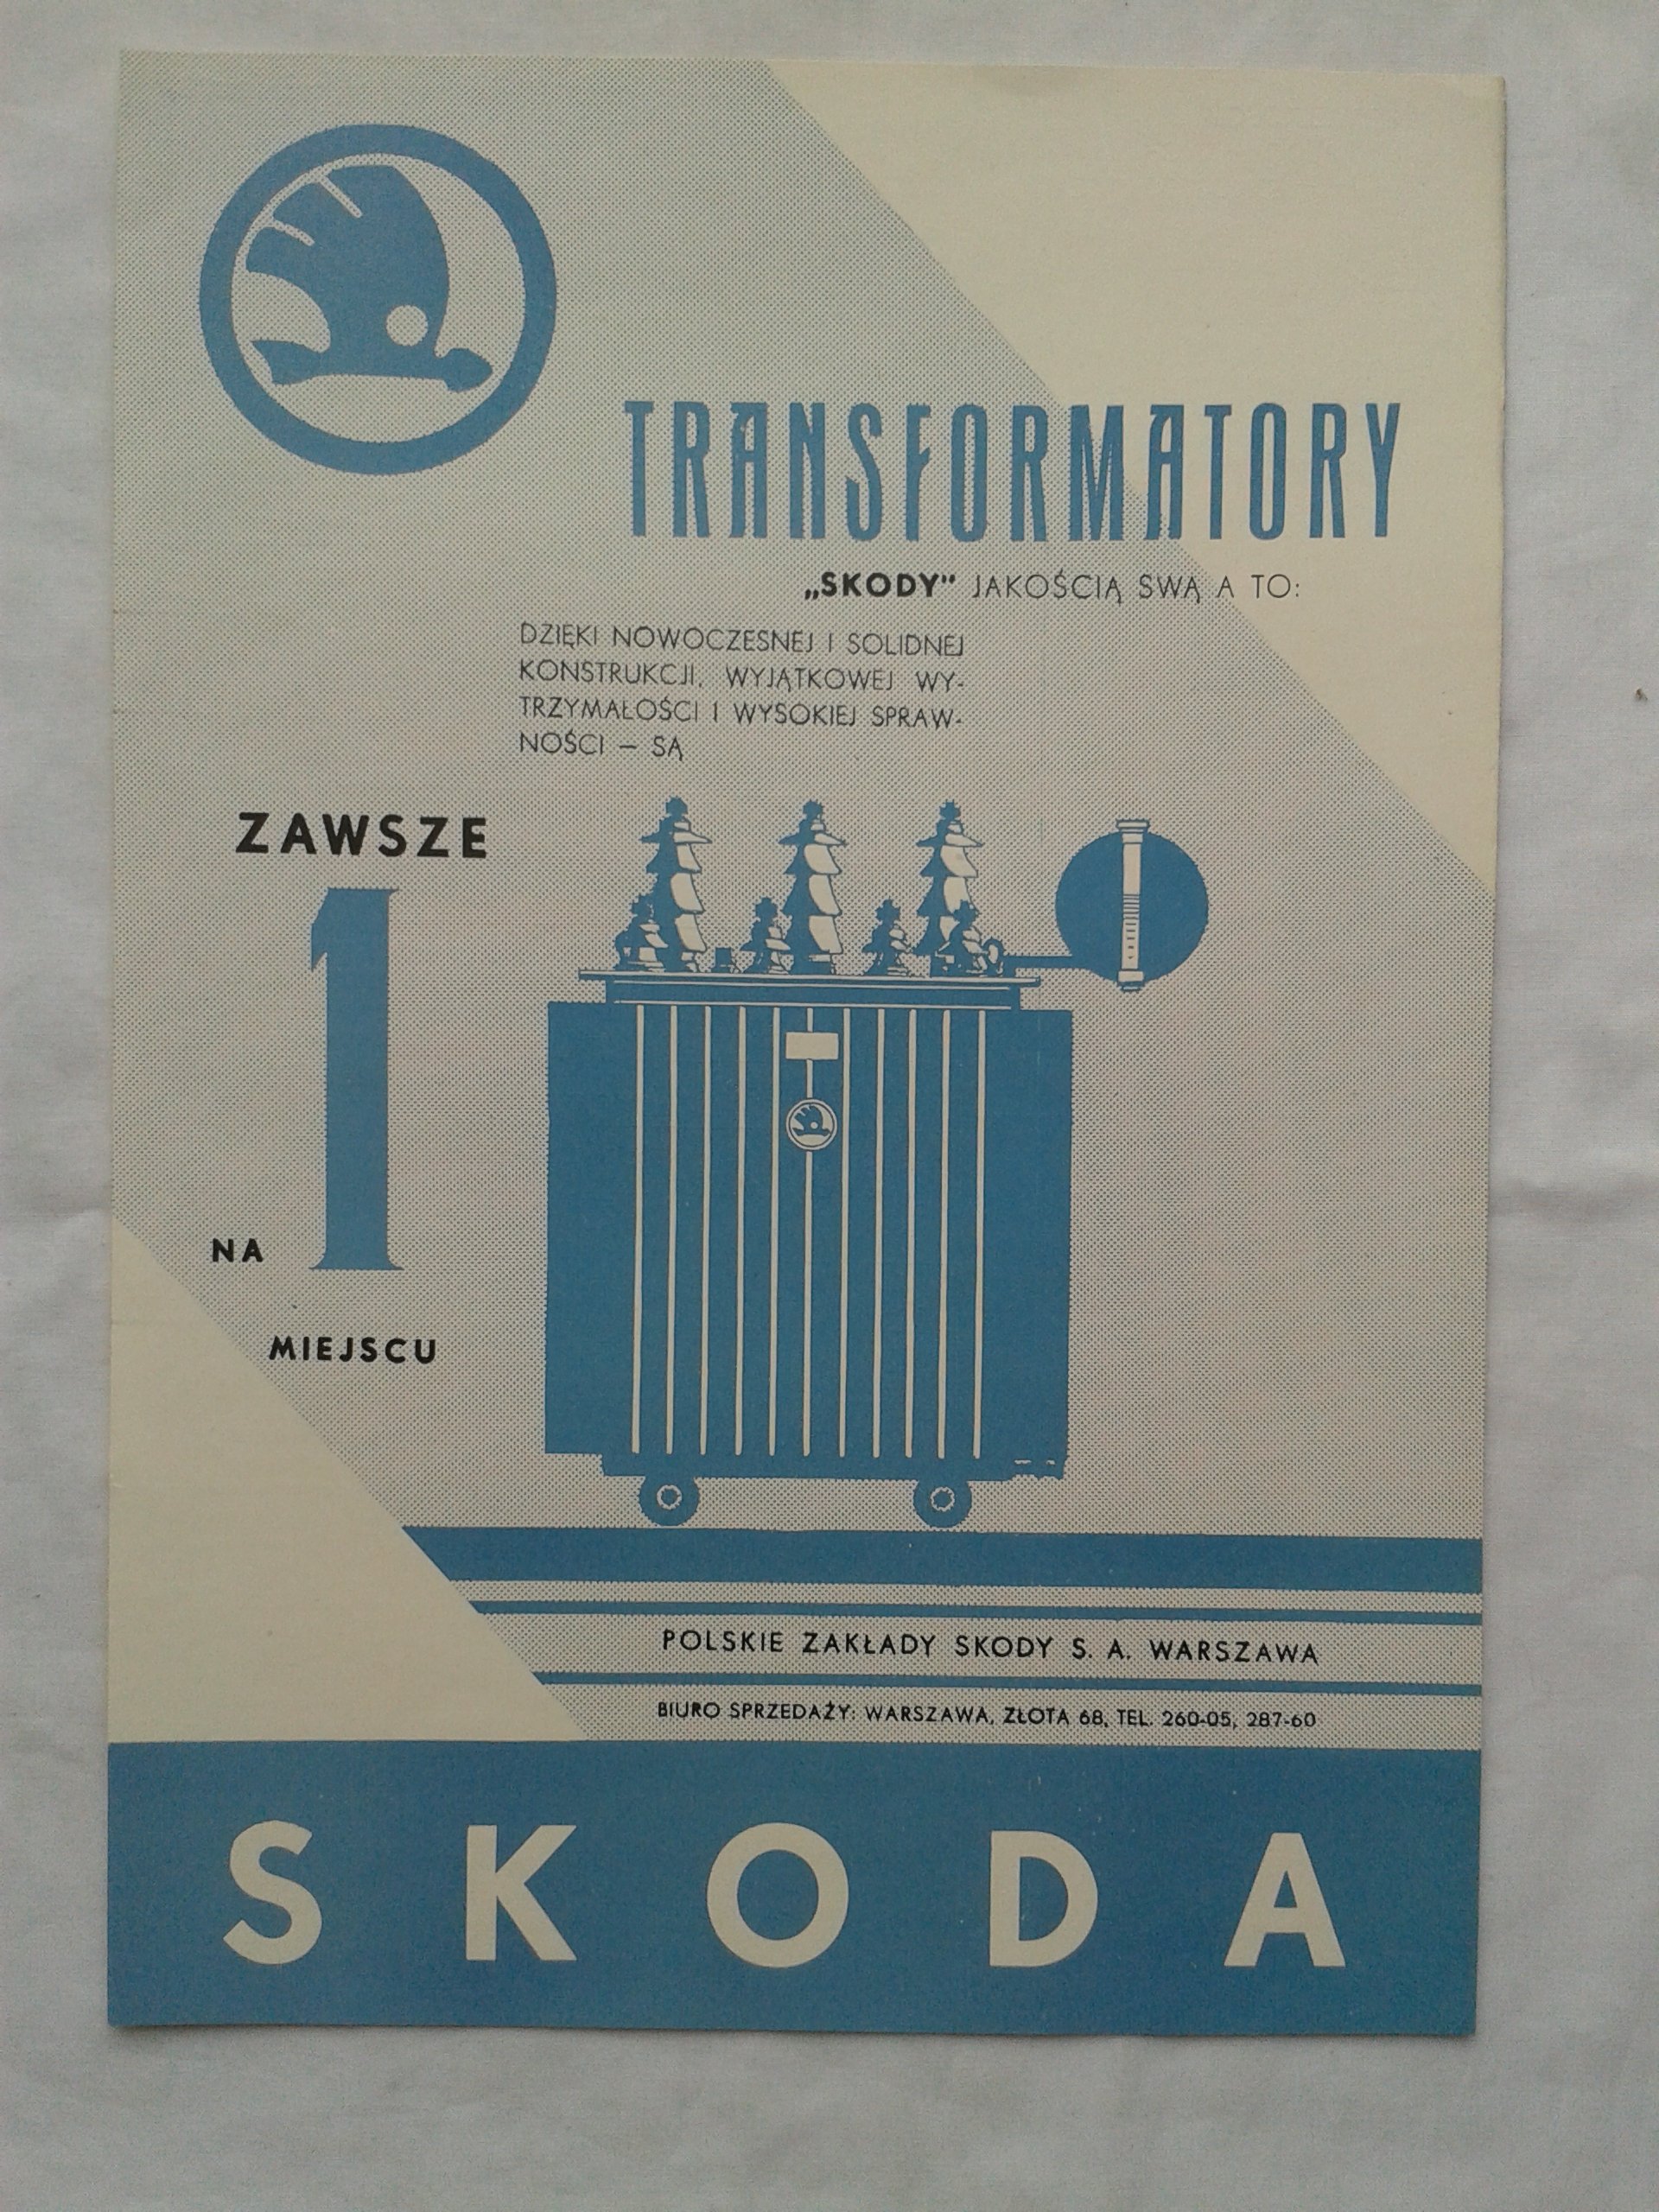 TRANSFORMATORY
„SKODY" JAKOŚCIĄ SWĄ A TO:
DZIĘKI NOWOCZESNEJ I SOLIDNEJ
KONSTRUKCJI, WYJĄTKOWEJ WY-
TRZYMAŁOŚCI I WYSOKIEJ SPRAW-
NOŚCI – SĄ
ZAWSZE
NA 1
MIEJSCU
POLSKIE ZAKŁADY SKODY S. A. WARSZAWA
BIURO SPRZEDAŻY: WARSZAWA, ZŁOTA 68, TEL. 260-05, 287-60
SKODA